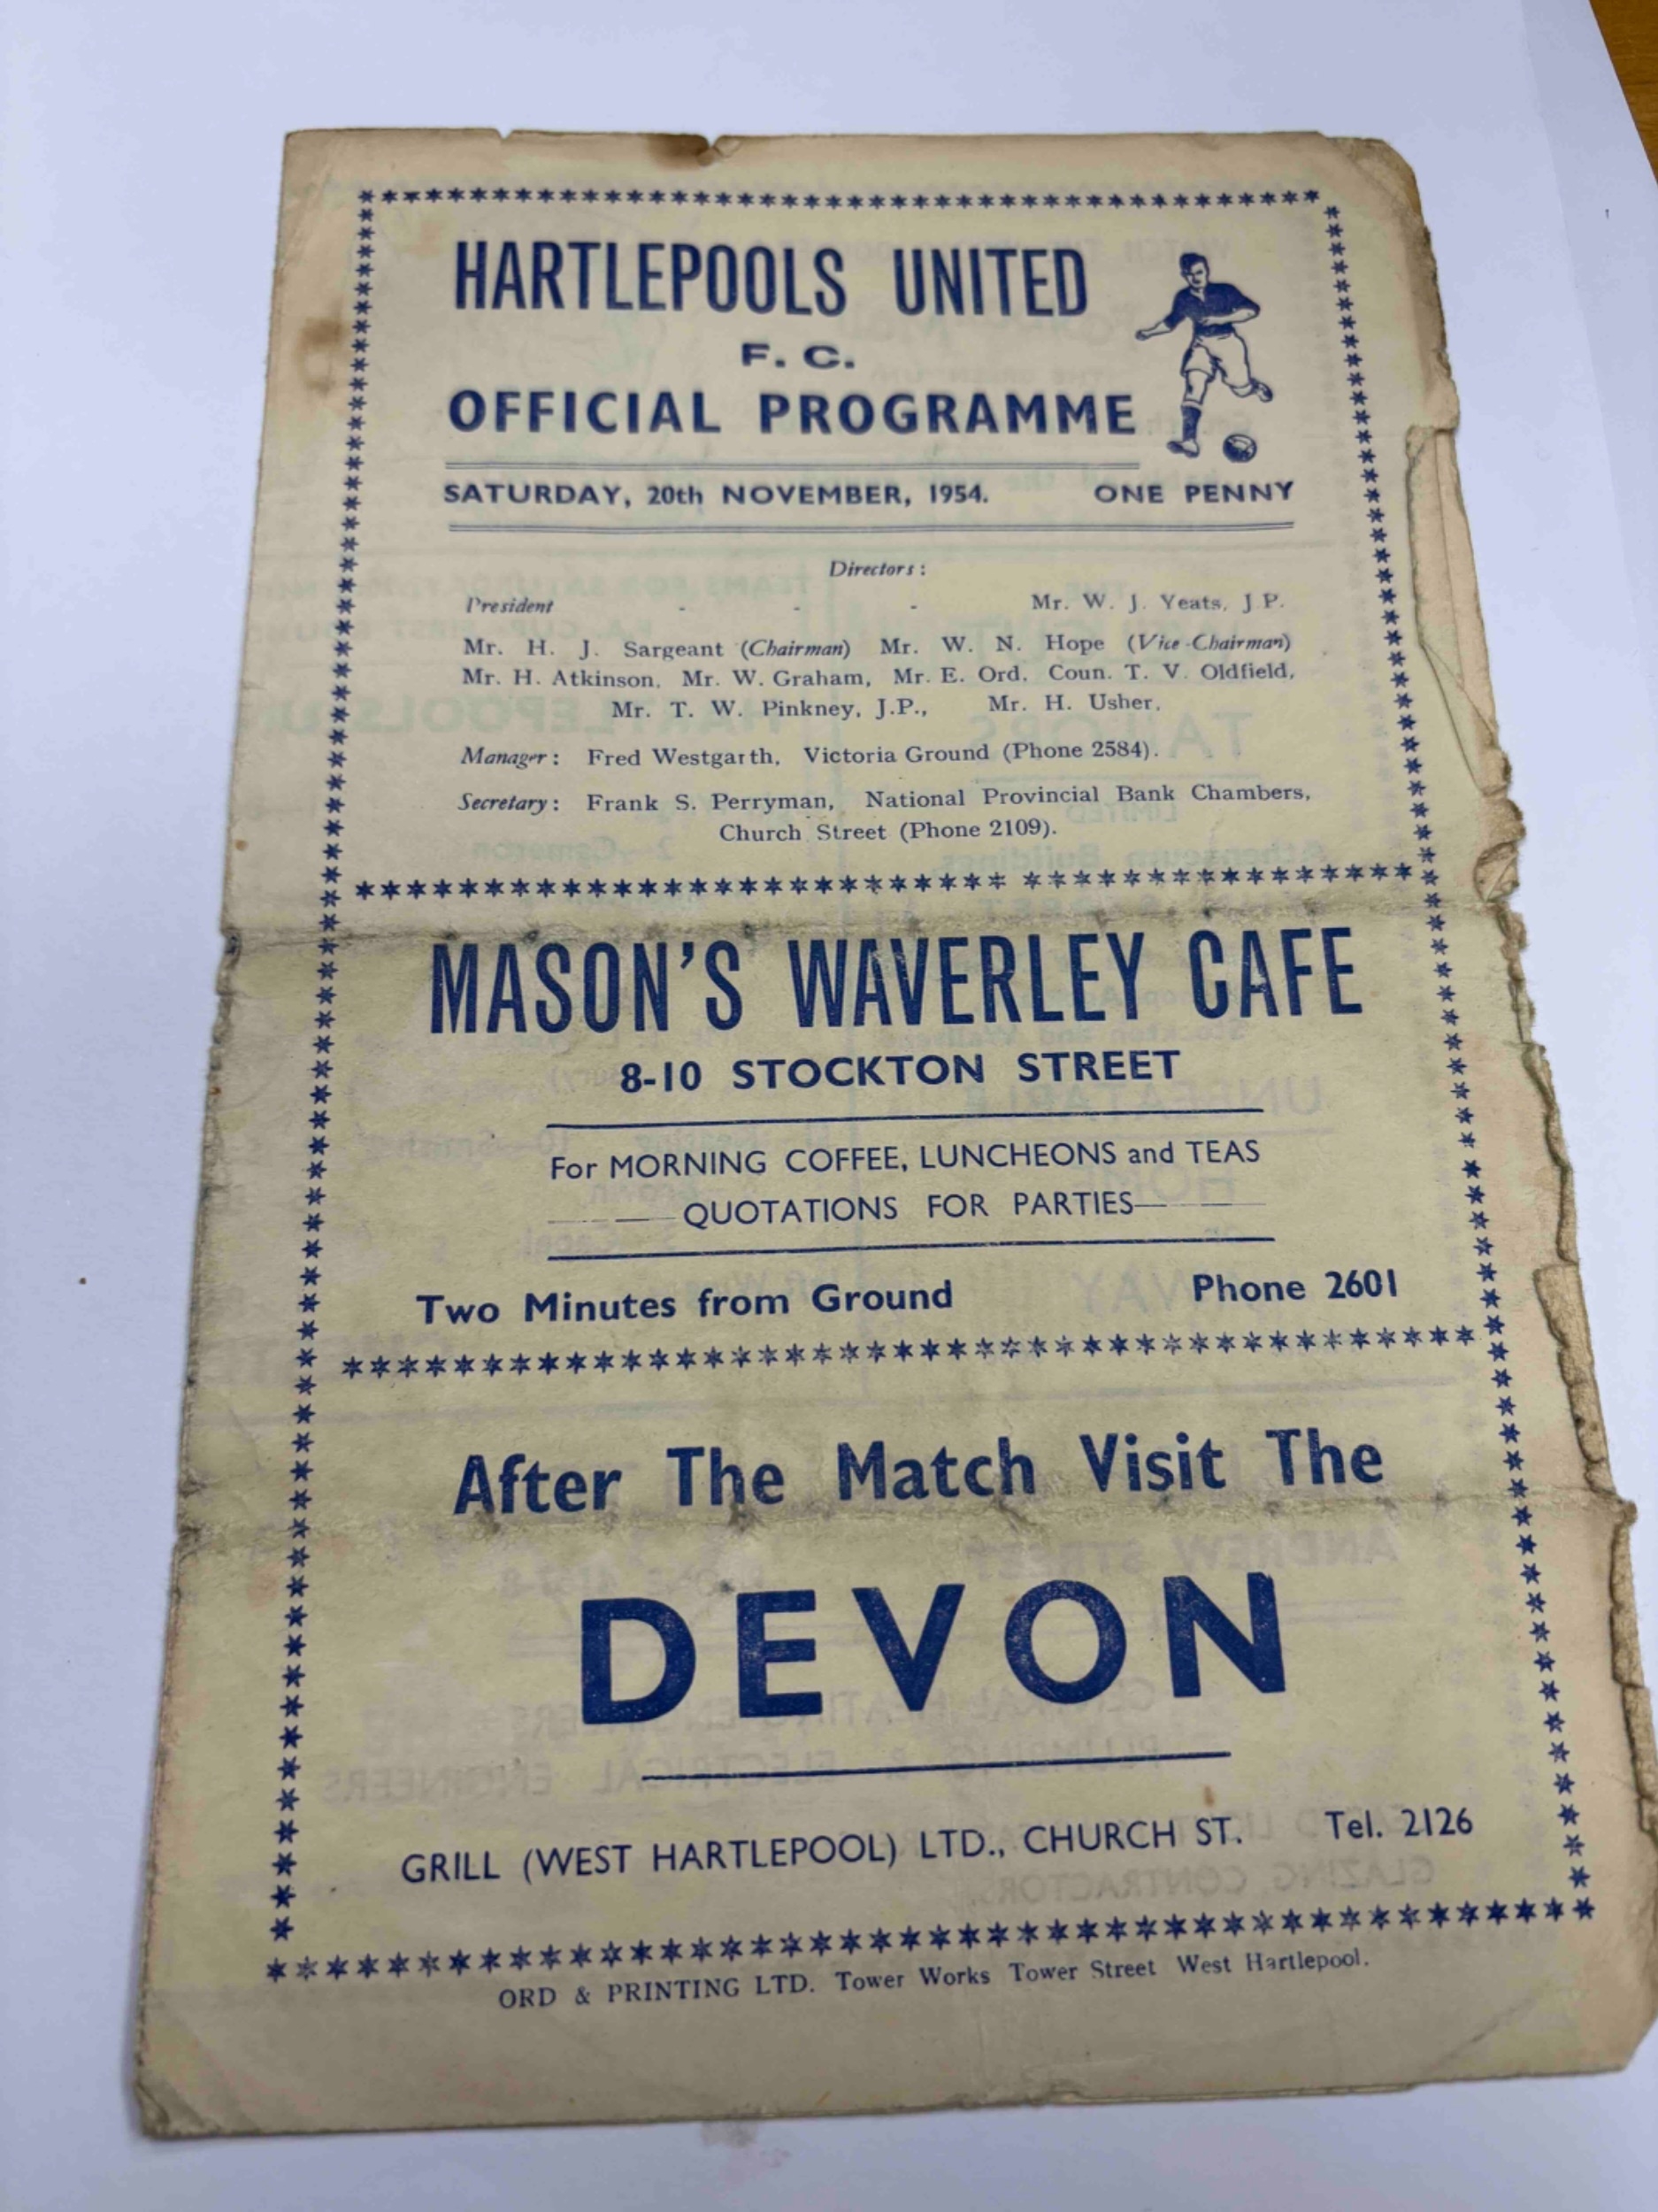 HARTLEPOOLS UNITED
F. C.
OFFICIAL PROGRAMME
SATURDAY, 20th NOVEMBER, 1954. ONE PENNY
Directors:
President - - - Mr. W. J. Yeats, J.P.
Mr. H. J. Sargeant (Chairman) Mr. W. N. Hope (Vice-Chairman)
Mr. H. Atkinson, Mr. W. Graham, Mr. E. Ord, Coun. T. V. Oldfield,
Mr. T. W. Pinkney, J.P., Mr. H. Usher,
Manager: Fred Westgarth, Victoria Ground (Phone 2584).
Secretary: Frank S. Perryman, National Provincial Bank Chambers,
Church Street (Phone 2109).
MASON'S WAVERLEY CAFE
8-10 STOCKTON STREET
For MORNING COFFEE, LUNCHEONS and TEAS
QUOTATIONS FOR PARTIES
Two Minutes from Ground Phone 2601
After The Match Visit The
DEVON
GRILL (WEST HARTLEPOOL) LTD., CHURCH ST. Tel. 2126
ORD & PRINTING LTD. Tower Works Tower Street West Hartlepool.